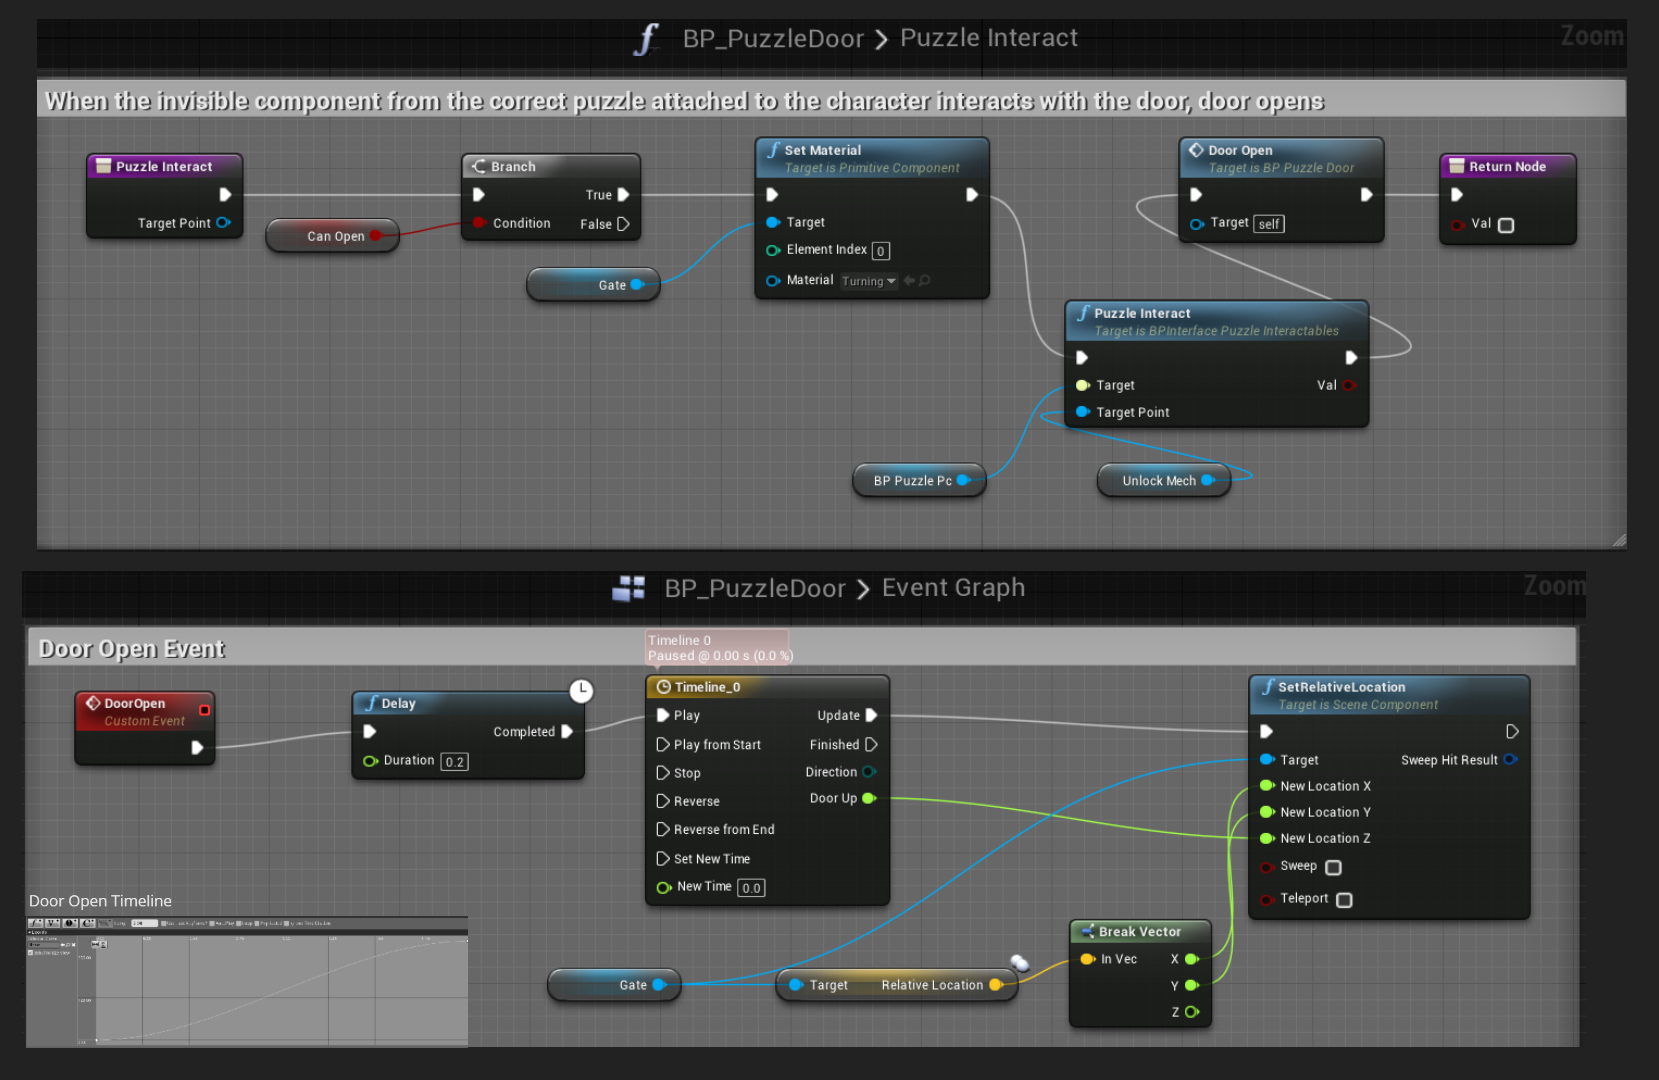 BP_PuzzleDoor > Puzzle Interact
Zoom
When the invisible component from the correct puzzle attached to the character interacts with the door, door opens
Puzzle Interact
Target Point
Can Open
Branch
True
Condition
False
Gate
Set Material
Target is Primitive Component
Target
Element Index 0
Material Turning
Door Open
Target is BP Puzzle Door
Target self
Return Node
Val
Puzzle Interact
Target is BPInterface Puzzle Interactables
Target
Val
Target Point
BP Puzzle Pc
Unlock Mech
BP_PuzzleDoor > Event Graph
Zoom
Door Open Event
Timeline 0
Paused @ 0.00 s (0.0 %)
DoorOpen
Custom Event
Delay
Completed
Duration 0.2
Timeline_0
Play
Update
Play from Start
Finished
Stop
Direction
Reverse
Door Up
Reverse from End
Set New Time
New Time 0.0
SetRelativeLocation
Target is Scene Component
Target
Sweep Hit Result
New Location X
New Location Y
New Location Z
Sweep
Teleport
Door Open Timeline
Gate
Target
Relative Location
Break Vector
In Vec
X
Y
Z